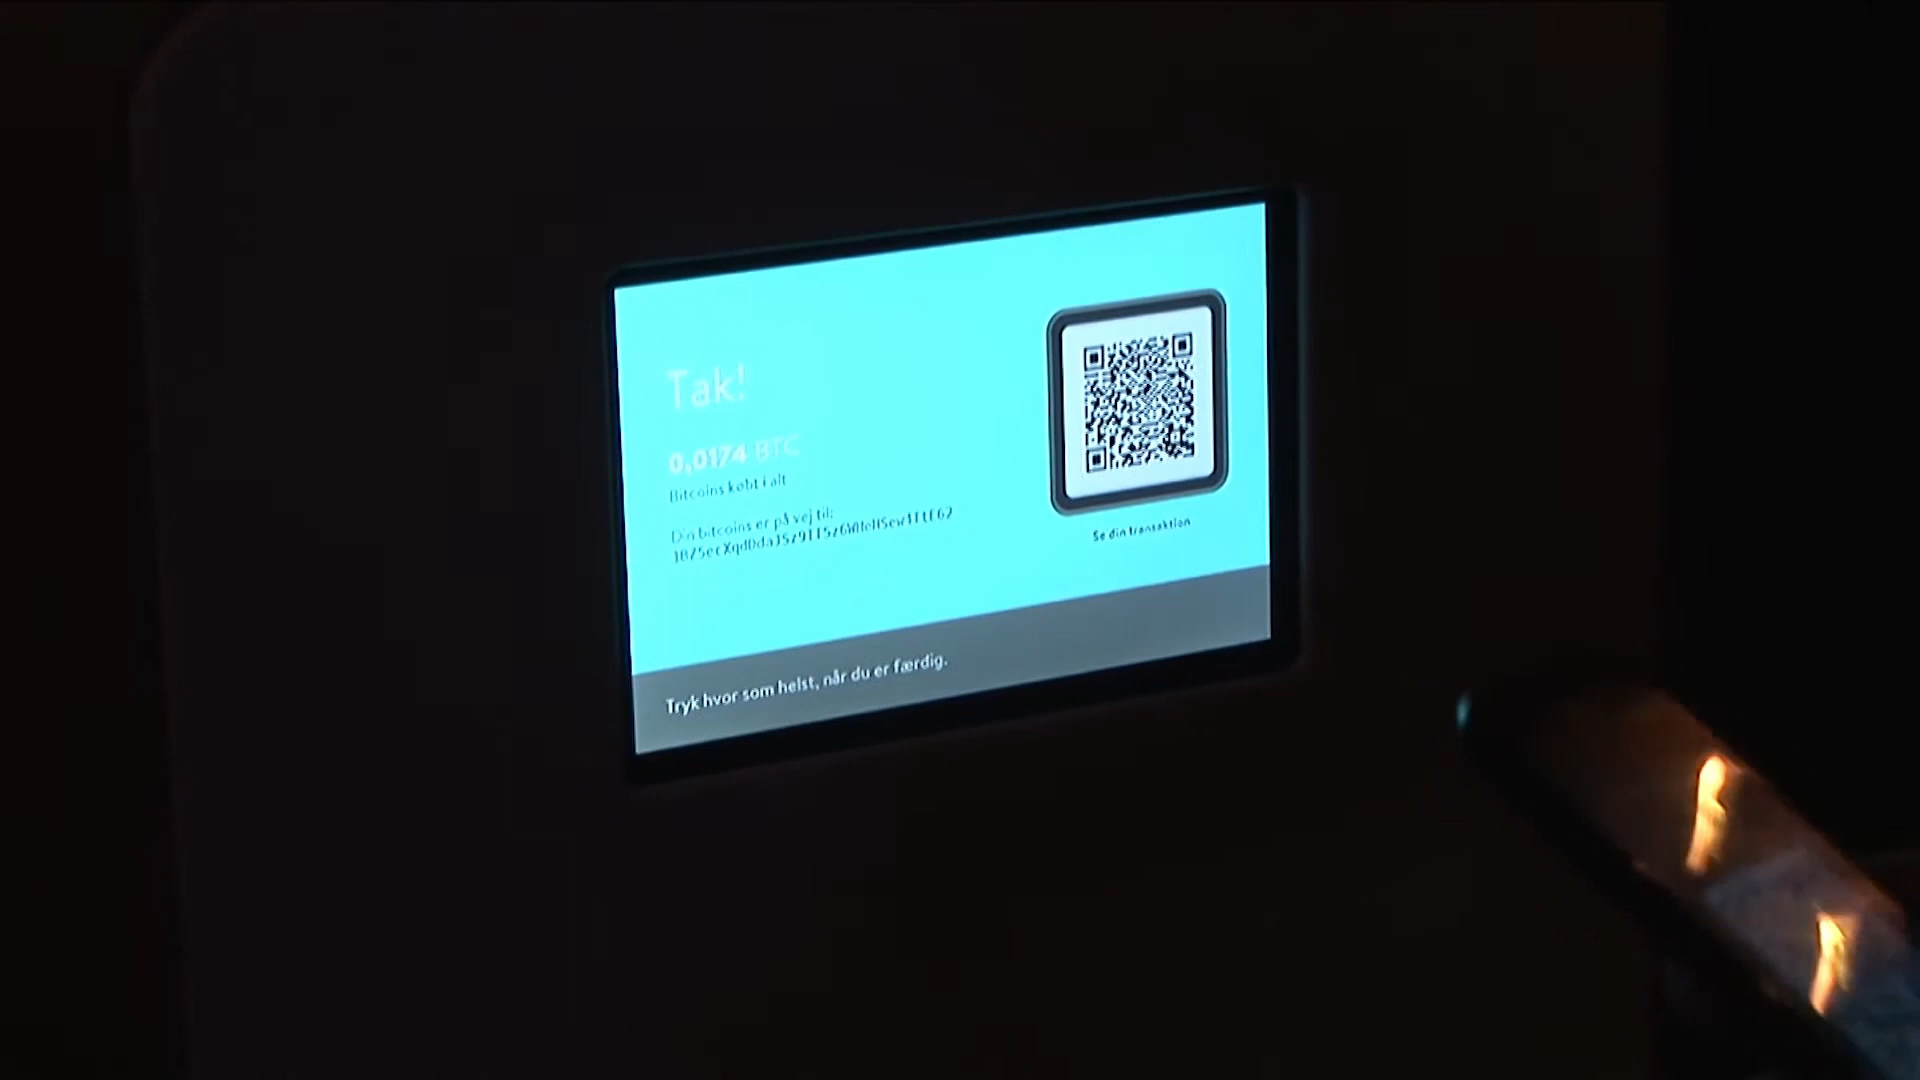 Tak!
0,0174 BTC
Bitcoins købt i alt
Din bitcoins er på vej til:
Se din transaktion
Tryk hvor som helst, når du er færdig.